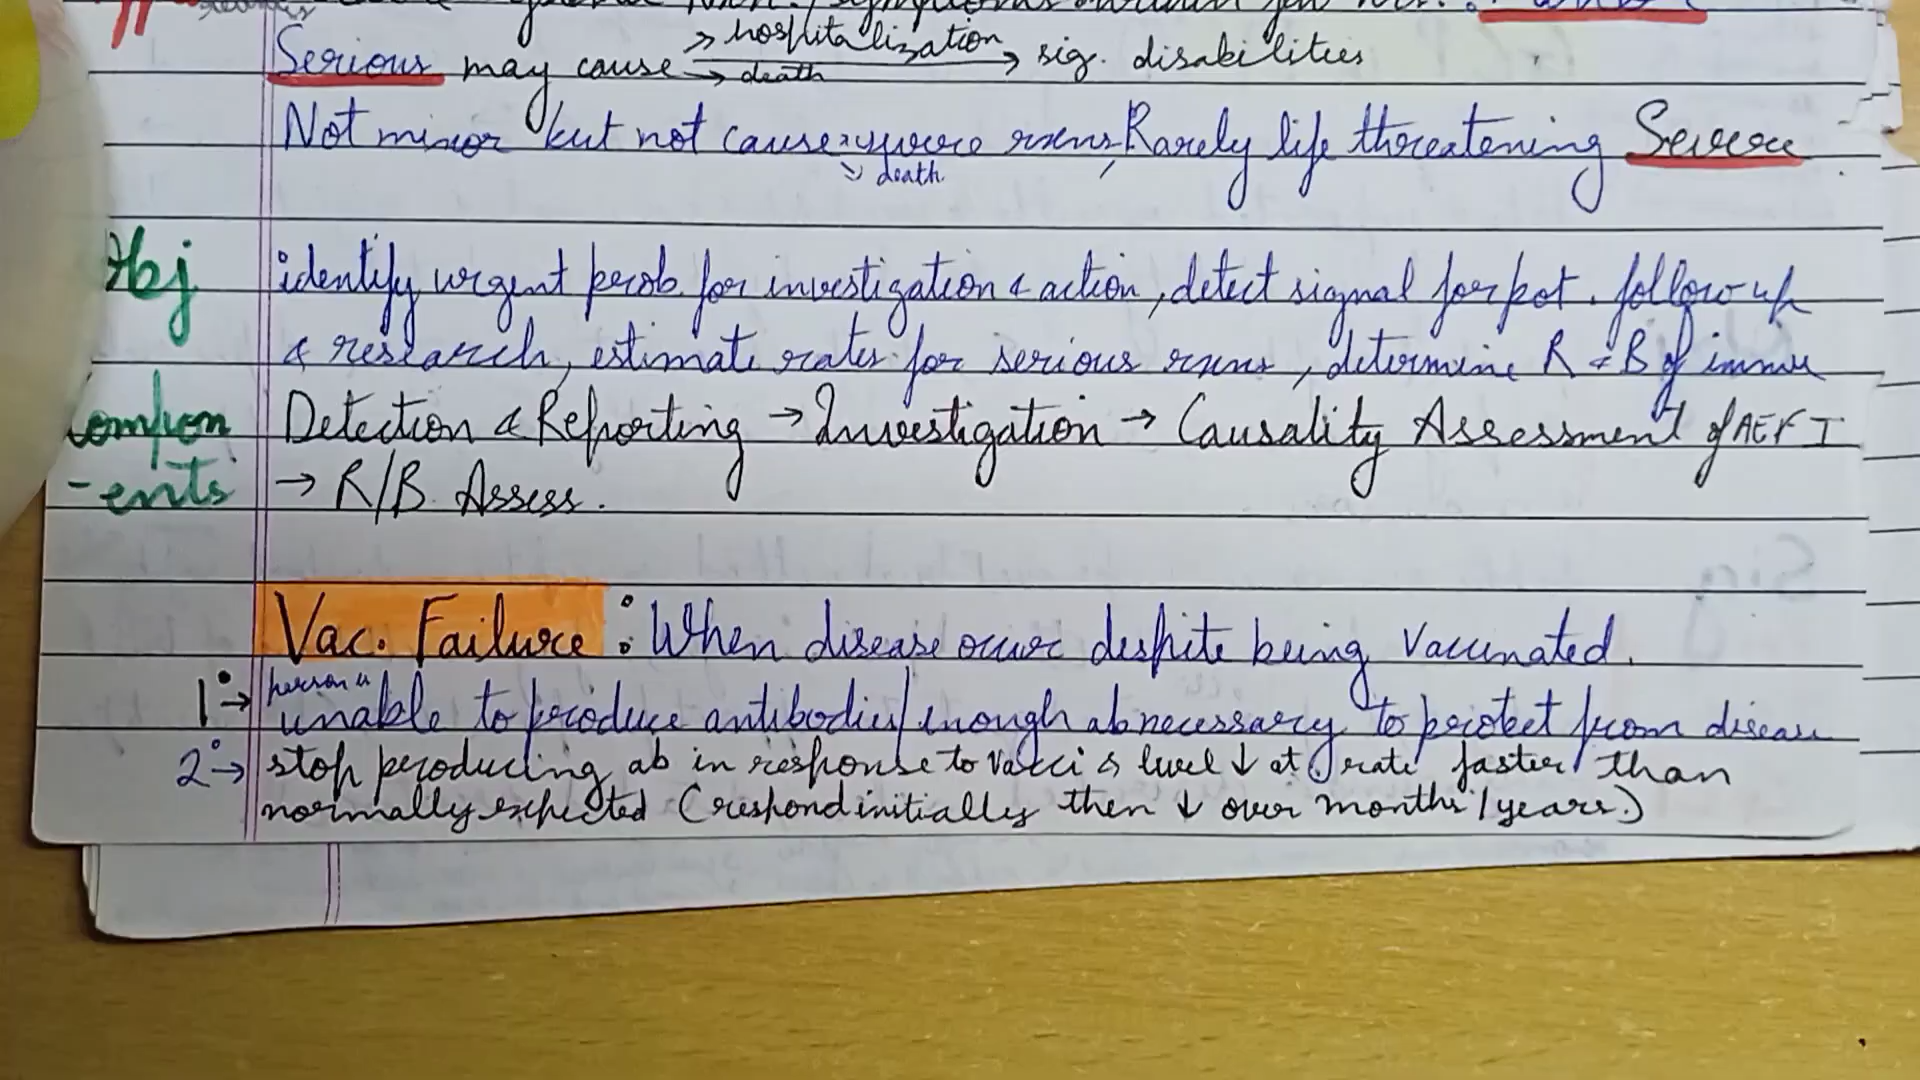 Serious may cause → hospitalization → sig. disabilities
→ death
Not minor but not cause severe rxns, Rarely life threatening Severe
death
Obj identify urgent prob. for investigation & action, detect signal for pot. follow up
& research, estimate rates for serious rxns, determine R & B of immu
compon Detection & Reporting → Investigation → Causality Assessment of AEFI
-ents → R/B Assess.
Vac. Failure : When disease occur despite being vaccinated.
1° → person is unable to produce antibodies/enough ab necessary to protect from disease
2° → stop producing ab in response to vacci & level ↓ at rate faster than
normally expected (respond initially then ↓ over months/years.)